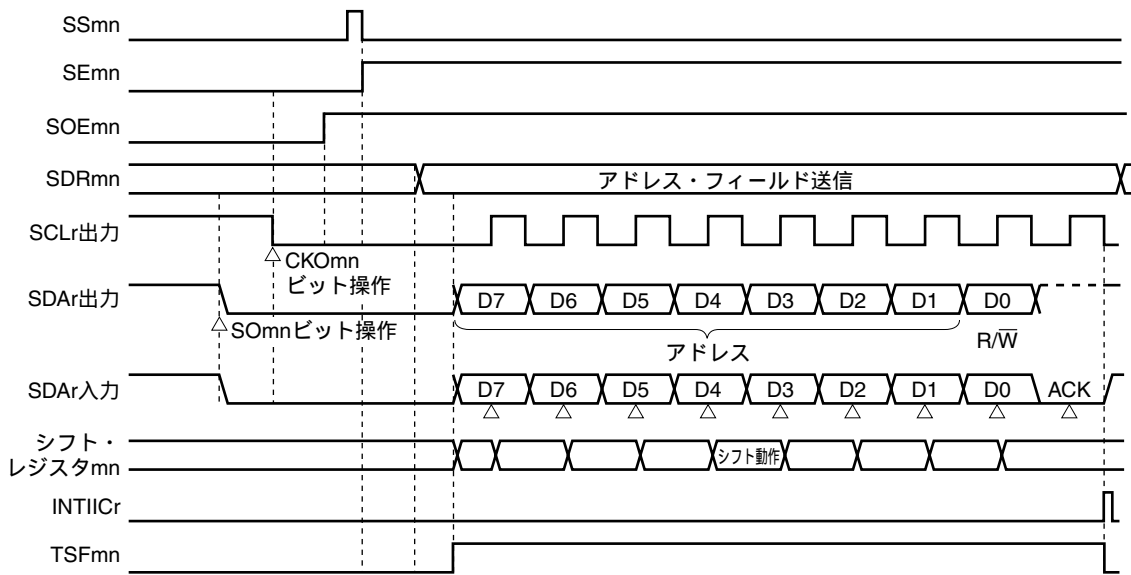 SSmn
SEmn
SOEmn
SDRmn
アドレス・フィールド送信
SCLr出力
CKOmn
ビット操作
SDAr出力
D7 D6 D5 D4 D3 D2 D1 D0
SOmnビット操作
アドレス
R/W
SDAr入力
D7 D6 D5 D4 D3 D2 D1 D0 ACK
シフト・
レジスタmn
シフト動作
INTIICr
TSFmn